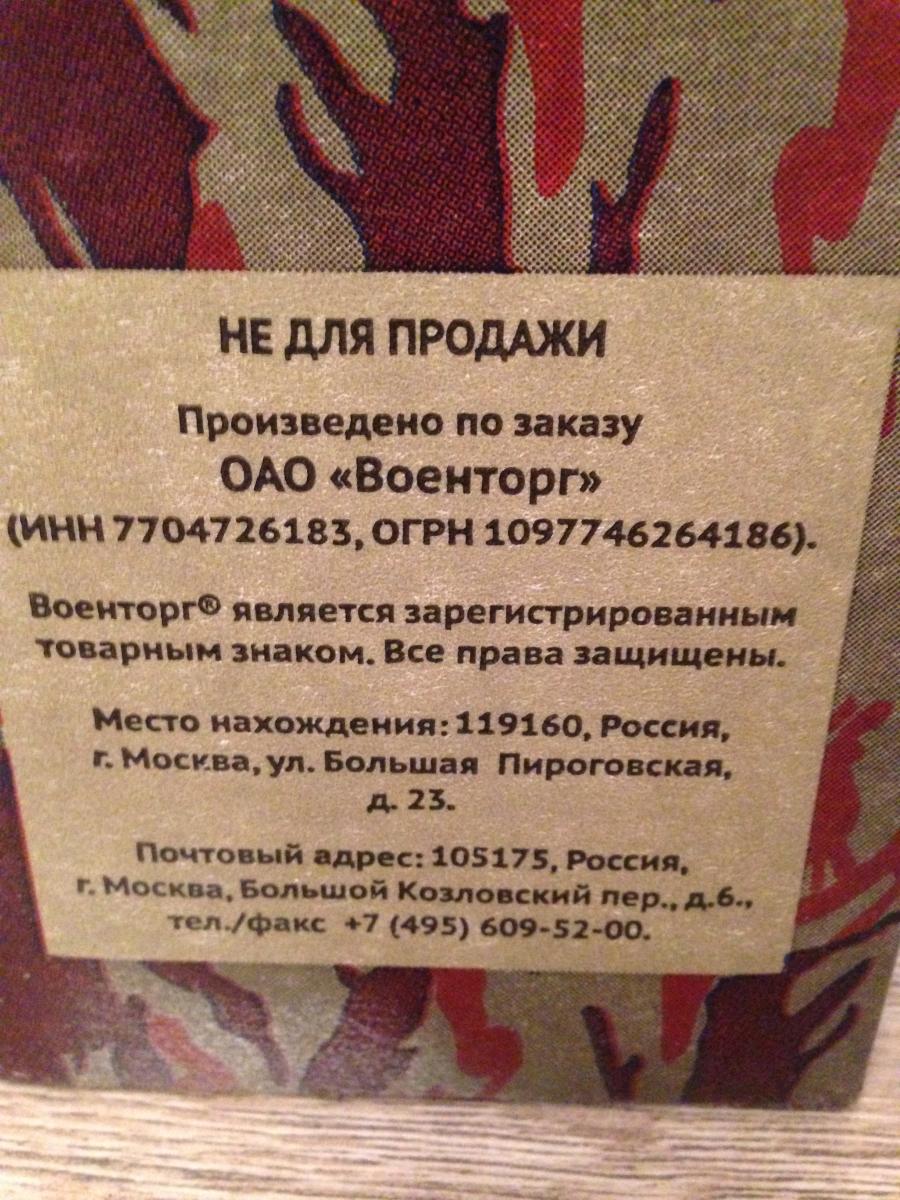 НЕ ДЛЯ ПРОДАЖИ
Произведено по заказу
ОАО «Военторг»
(ИНН 7704726183, ОГРН 1097746264186).
Военторг® является зарегистрированным
товарным знаком. Все права защищены.
Место нахождения: 119160, Россия,
г. Москва, ул. Большая Пироговская,
д. 23.
Почтовый адрес: 105175, Россия,
г. Москва, Большой Козловский пер., д.6.,
тел./факс +7 (495) 609-52-00.